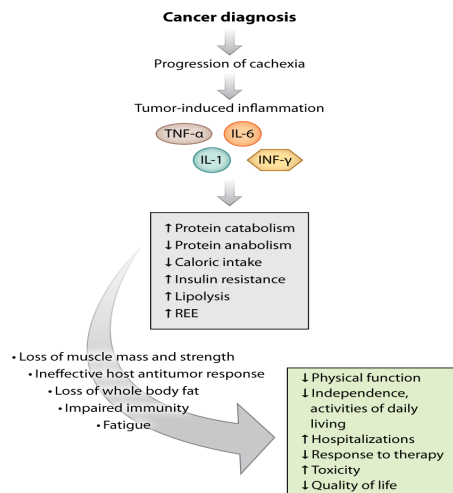 Cancer diagnosis
Progression of cachexia
Tumor-induced inflammation
TNF-α
IL-6
IL-1
INF-γ
↑ Protein catabolism
↓ Protein anabolism
↓ Caloric intake
↑ Insulin resistance
↑ Lipolysis
↑ REE
• Loss of muscle mass and strength
• Ineffective host antitumor response
• Loss of whole body fat
• Impaired immunity
• Fatigue
↓ Physical function
↓ Independence,
activities of daily
living
↑ Hospitalizations
↓ Response to therapy
↑ Toxicity
↓ Quality of life